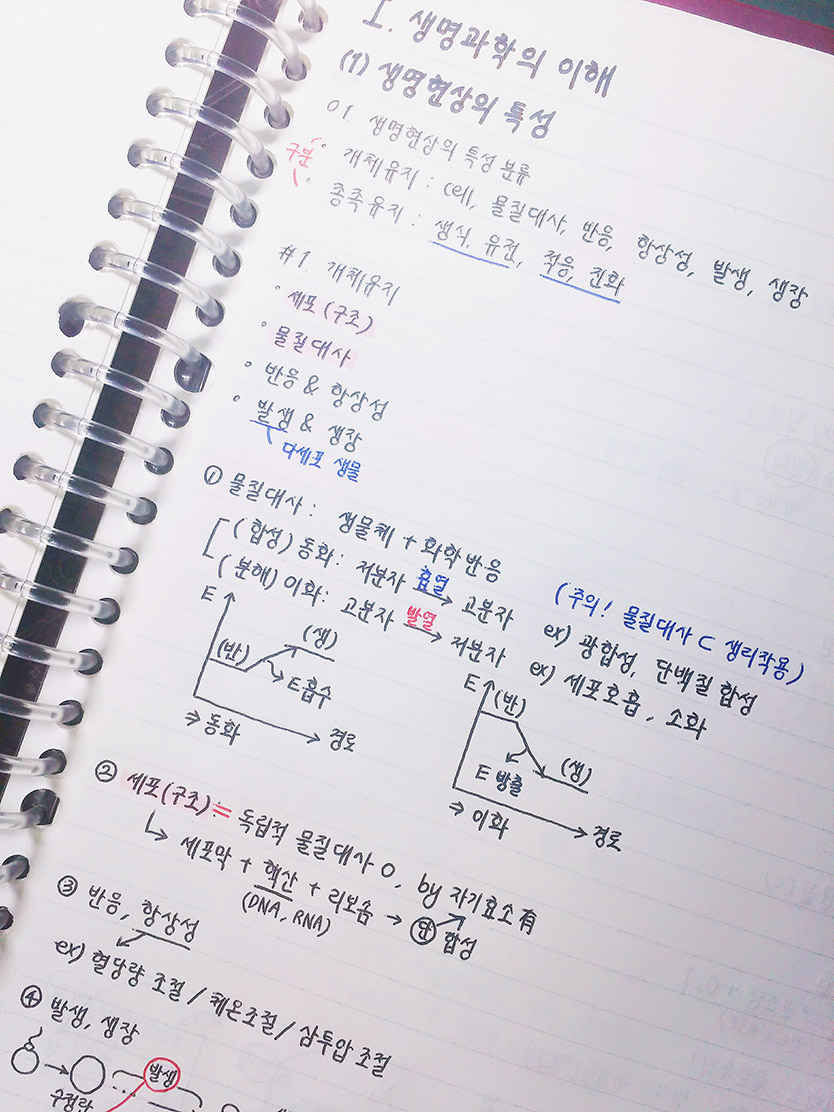 I. 생명과학의 이해
(1) 생명현상의 특성
01 생명현상의 특성 분류
구분
· 개체유지 : cell, 물질대사, 반응, 항상성, 발생, 생장
· 종족유지 : 생식, 유전, 적응, 진화
#1. 개체유지
· 세포(구조)
· 물질대사
· 반응 & 항상성
· 발생 & 생장
다세포 생물
① 물질대사 : 생물체 + 화학반응
(주의! 물질대사 ⊂ 생리작용)
(합성) 동화 : 저분자 흡열 → 고분자 ex) 광합성, 단백질 합성
(분해) 이화 : 고분자 발열 → 저분자 ex) 세포호흡, 소화
E (반) (생)
E흡수
⇒ 동화 경로
E (반) (생)
E 방출
⇒ 이화 경로
② 세포(구조) ≒ 독립적 물질대사 O, by 자기효소 有
↳ 세포막 + 핵산 + 리보솜 → 단 합성
(DNA, RNA)
③ 반응, 항상성
ex) 혈당량 조절 / 체온조절 / 삼투압 조절
④ 발생, 생장
발생
수정란